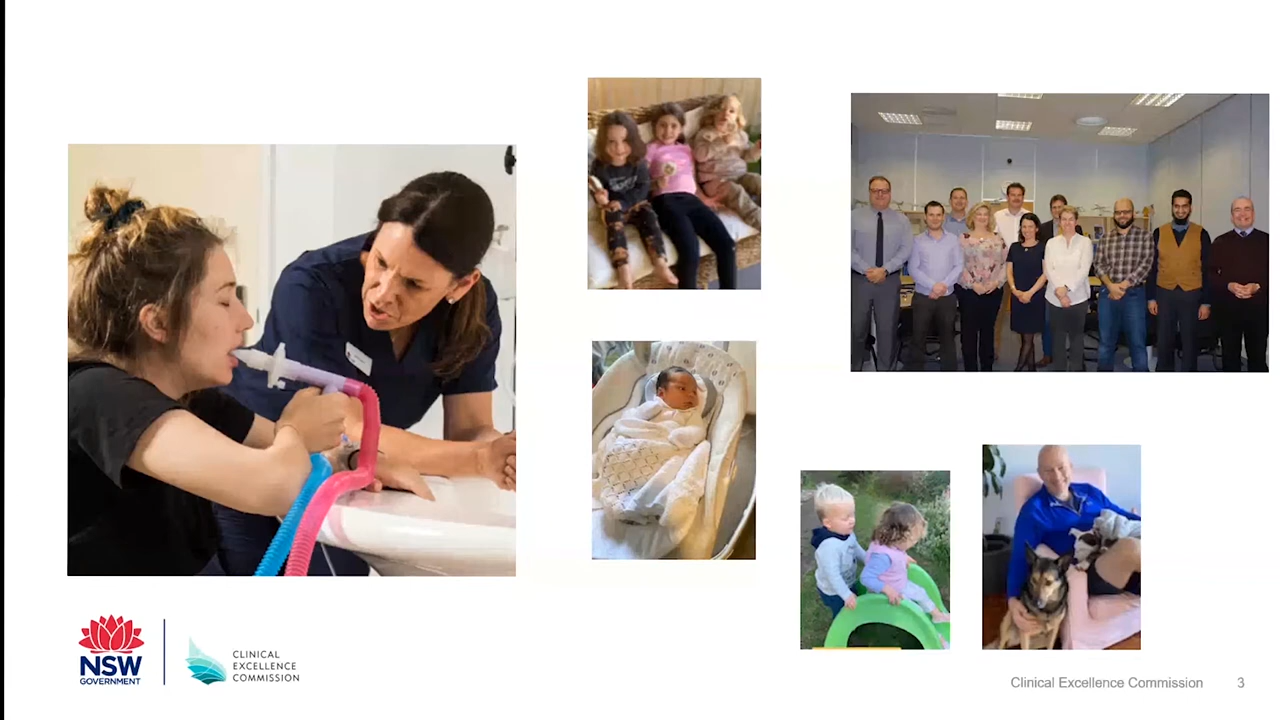 NSW
GOVERNMENT
CLINICAL
EXCELLENCE
COMMISSION
Clinical Excellence Commission 3